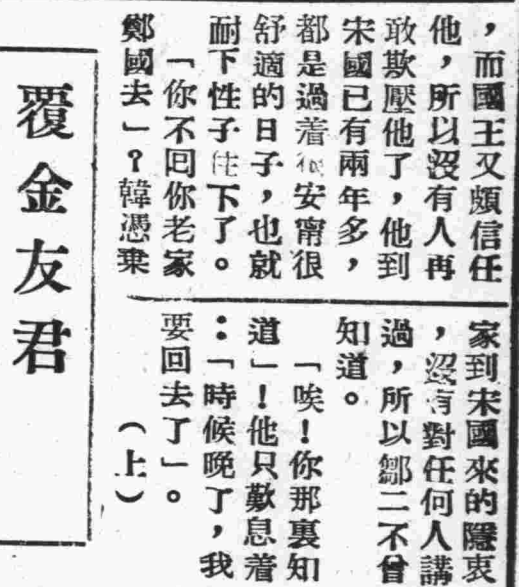 ，而國王又頗信任
他，所以沒有人再
敢欺壓他了，他到
宋國已有兩年多，
都是過着很安甯很
舒適的日子，也就
耐下性子住下了。
「你不囘你老家
鄭國去」？韓憑棄
家到宋國來的隱衷
，沒有對任何人講
過，所以鄒二不曾
知道。
「唉！你那裏知
道」！他只歎息着
：「時候晚了，我
要回去了」。
（上）
覆金友君